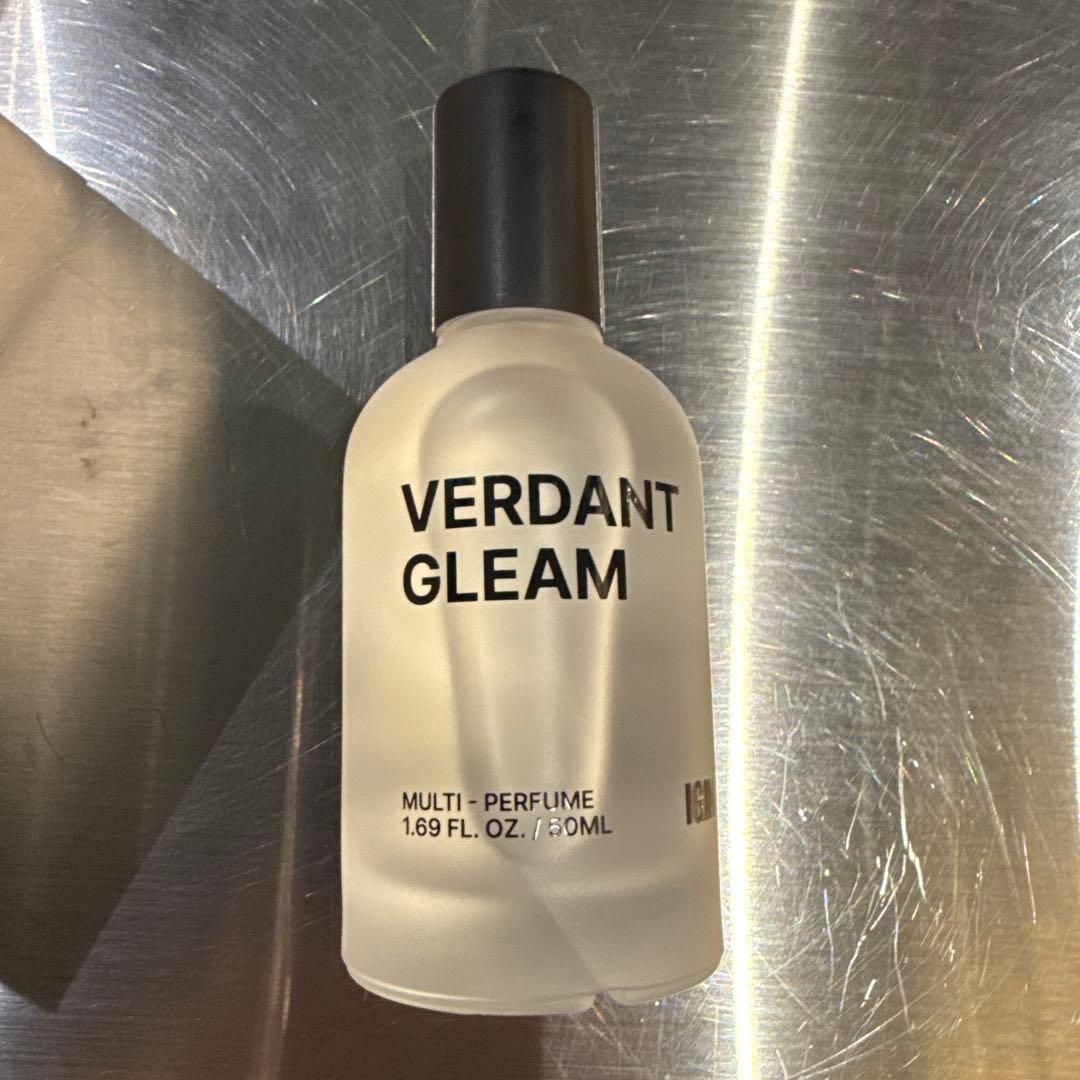 VERDANT
GLEAM
MULTI - PERFUME
1.69 FL. OZ. / 50ML